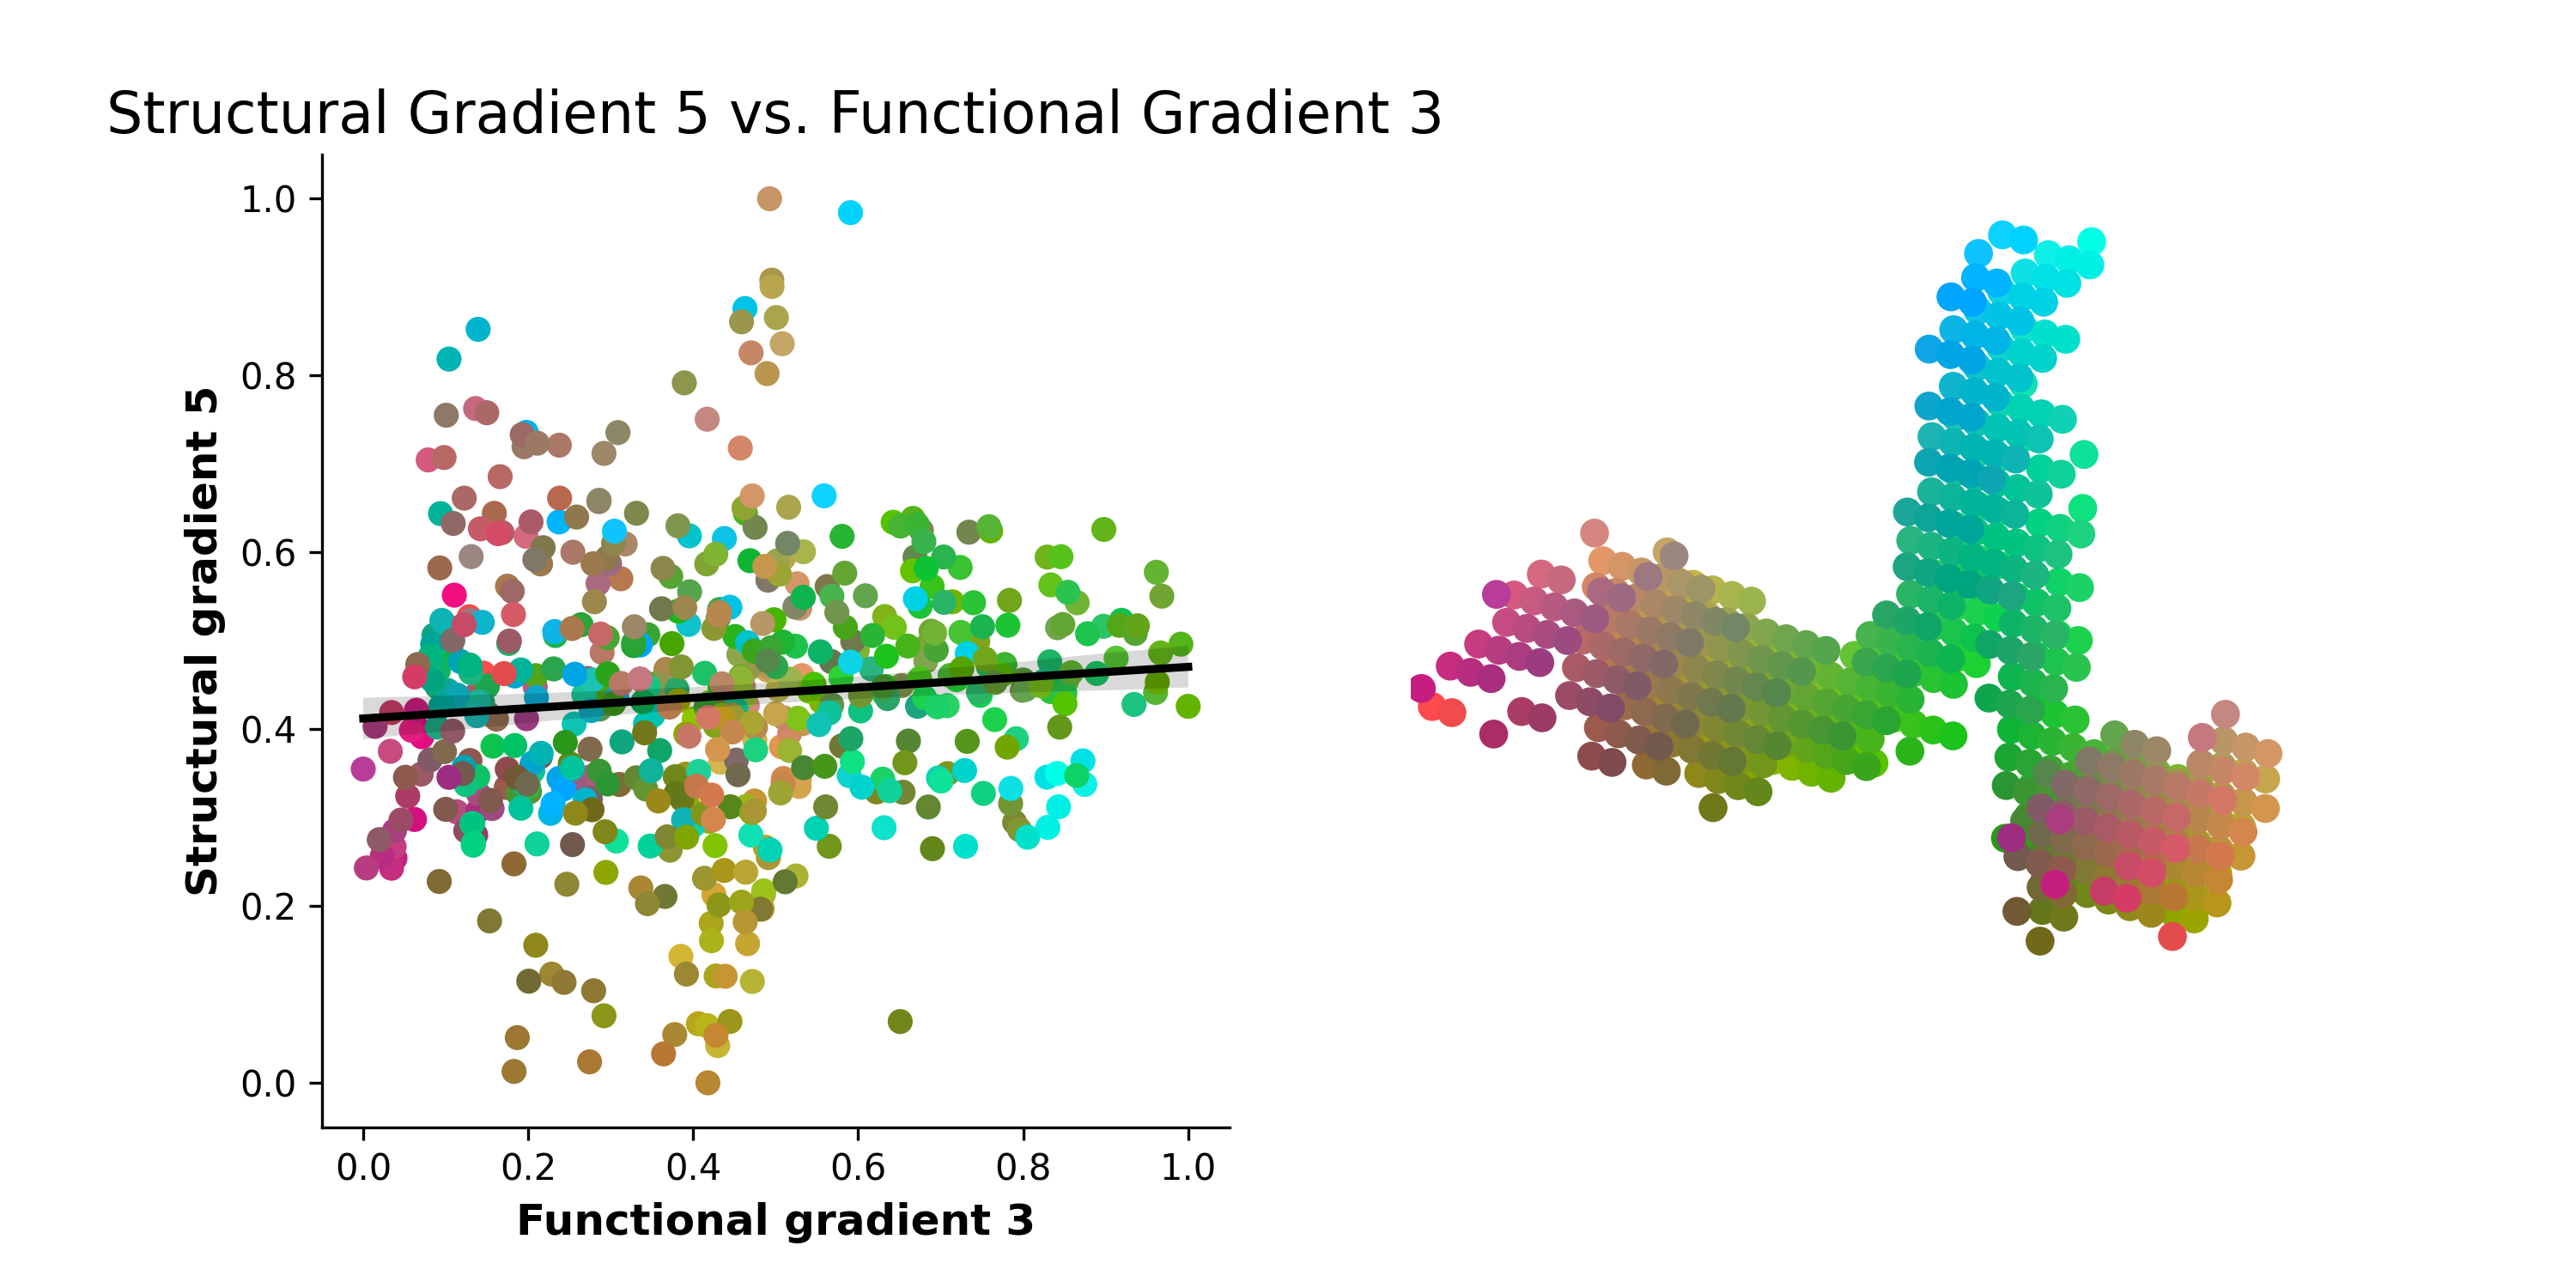 Structural Gradient 5 vs. Functional Gradient 3
Structural gradient 5
1.0
0.8
0.6
0.4
0.2
0.0
0.0 0.2 0.4 0.6 0.8 1.0
Functional gradient 3